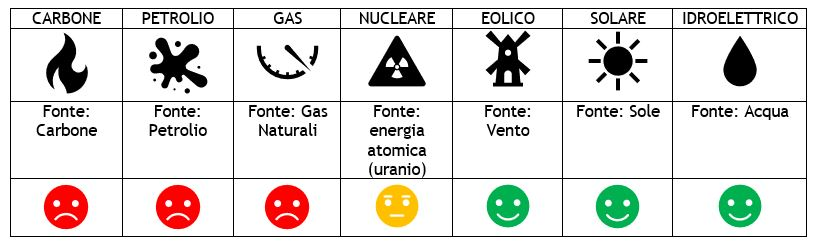 CARBONE PETROLIO GAS NUCLEARE EOLICO SOLARE IDROELETTRICO
Fonte: Carbone
Fonte: Petrolio
Fonte: Gas Naturali
Fonte: energia atomica (uranio)
Fonte: Vento
Fonte: Sole
Fonte: Acqua